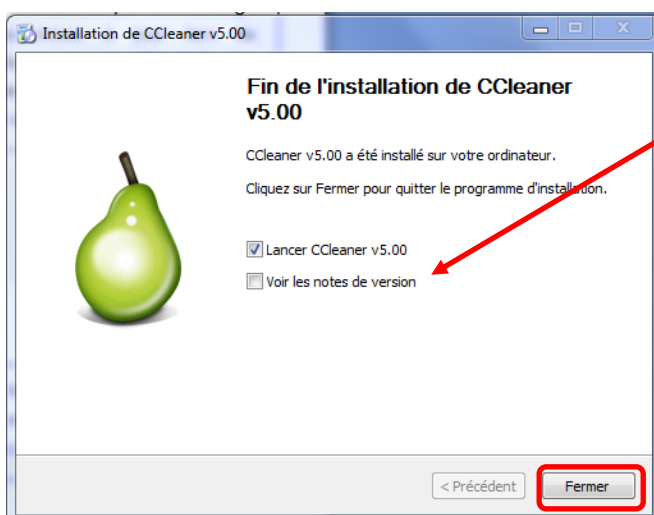 Installation de CCleaner v5.00
Fin de l'installation de CCleaner
v5.00
CCleaner v5.00 a été installé sur votre ordinateur.
Cliquez sur Fermer pour quitter le programme d'installation.
Lancer CCleaner v5.00
Voir les notes de version
< Précédent
Fermer